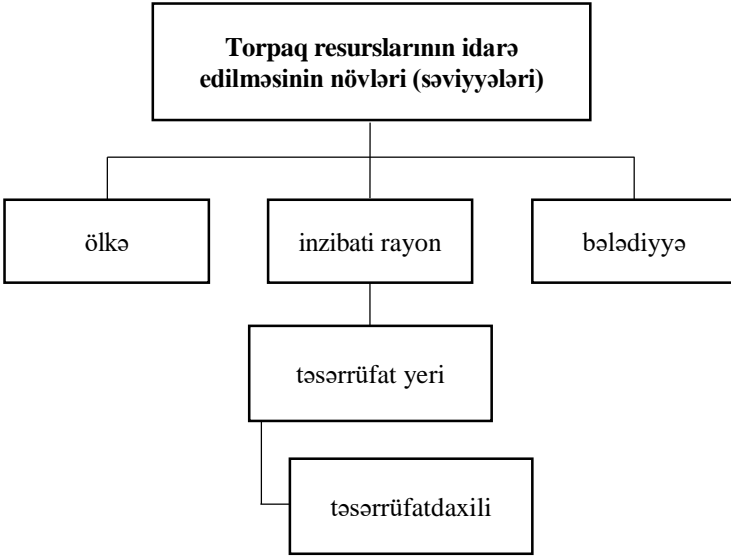 Torpaq resurslarının idarə
edilməsinin növləri (səviyyələri)
ölkə
inzibati rayon
bələdiyyə
təsərrüfat yeri
təsərrüfatdaxili